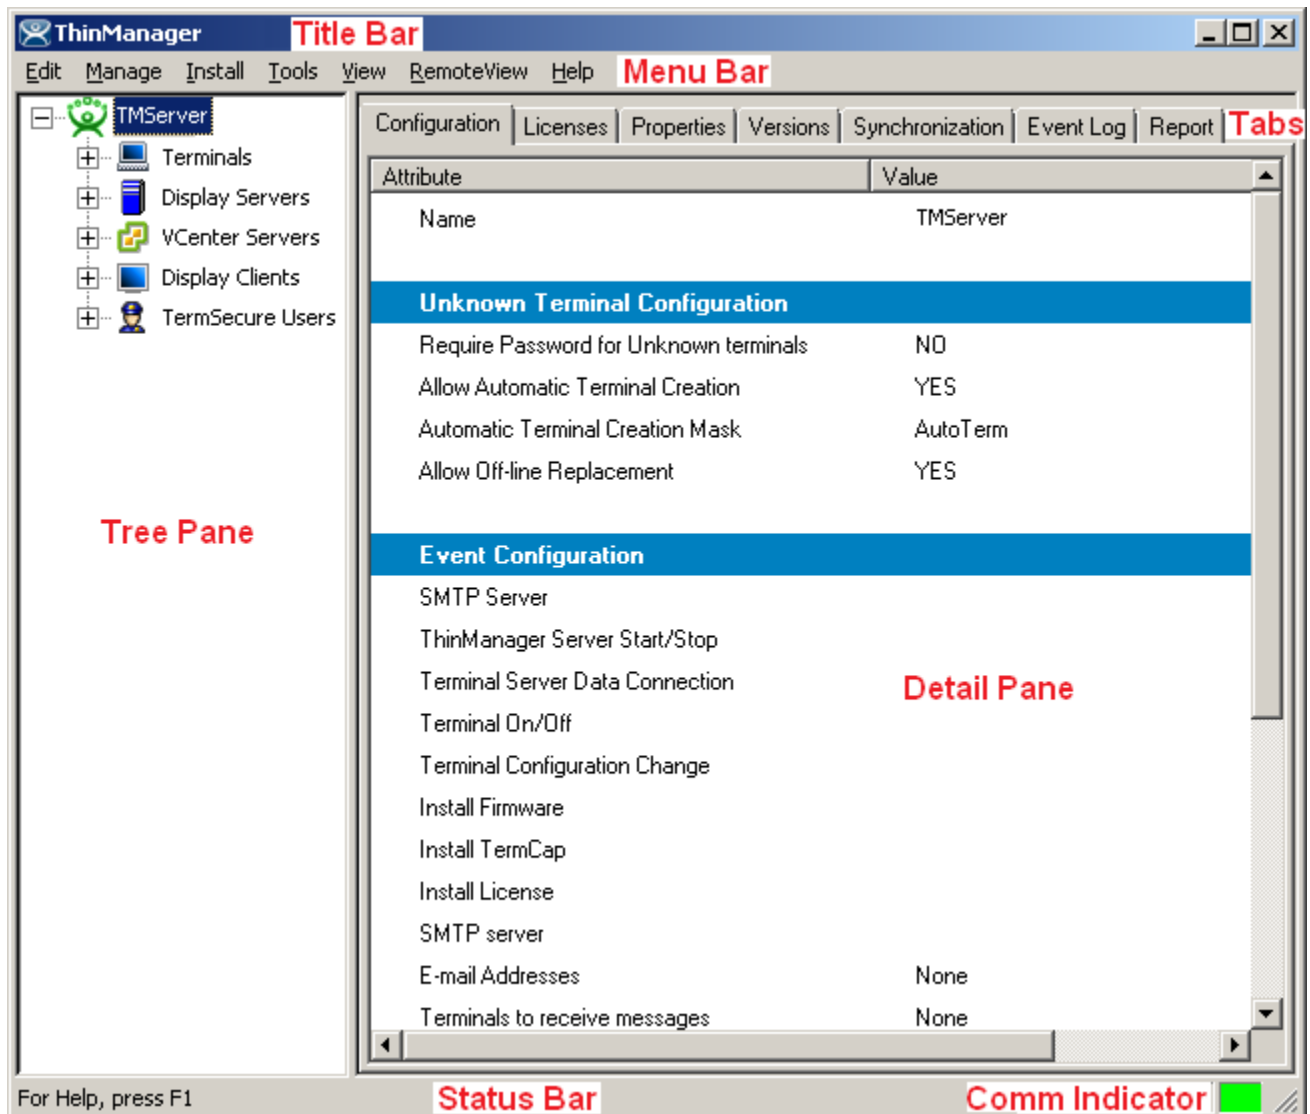 ThinManager Title Bar
Edit Manage Install Tools View RemoteView Help Menu Bar
TMServer
Terminals
Display Servers
VCenter Servers
Display Clients
TermSecure Users
Tree Pane
Configuration Licenses Properties Versions Synchronization Event Log Report Tabs
Attribute Value
Name TMServer
Unknown Terminal Configuration
Require Password for Unknown terminals NO
Allow Automatic Terminal Creation YES
Automatic Terminal Creation Mask AutoTerm
Allow Off-line Replacement YES
Event Configuration
SMTP Server
ThinManager Server Start/Stop
Terminal Server Data Connection
Detail Pane
Terminal On/Off
Terminal Configuration Change
Install Firmware
Install TermCap
Install License
SMTP server
E-mail Addresses None
Terminals to receive messages None
For Help, press F1 Status Bar Comm Indicator